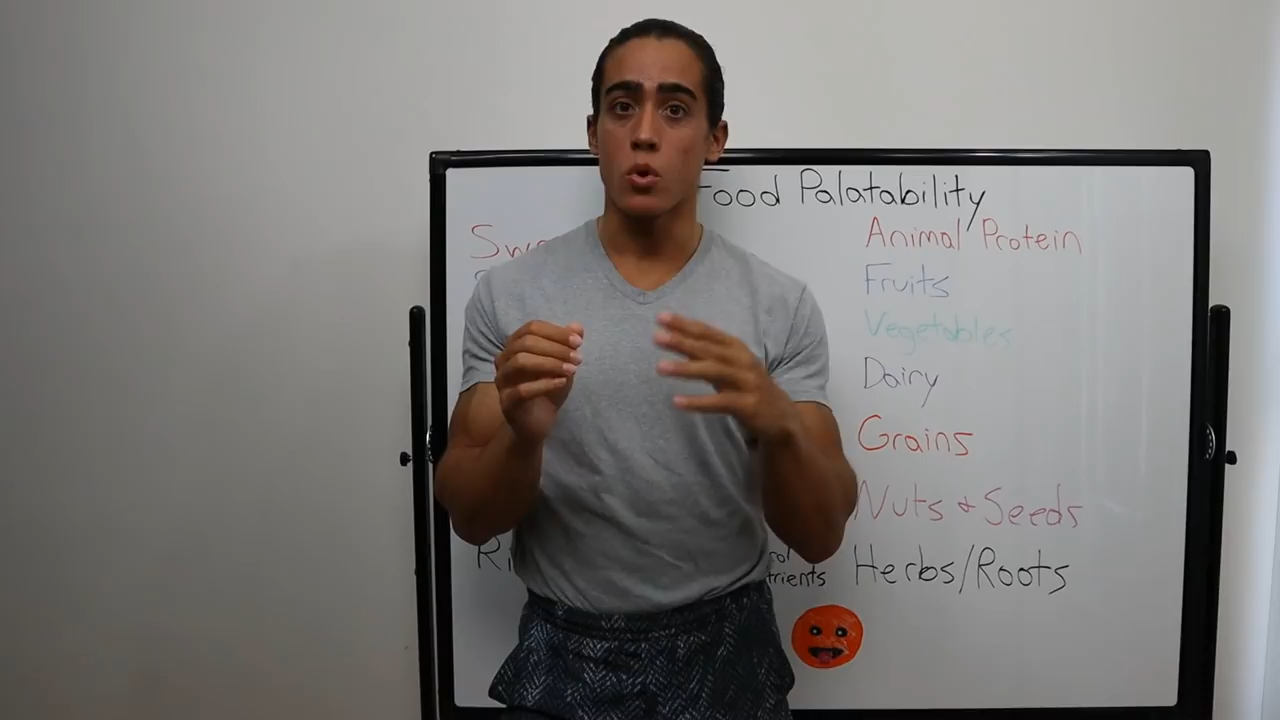 Food Palatability
Animal Protein
Fruits
Vegetables
Dairy
Grains
Nuts + Seeds
Herbs/Roots